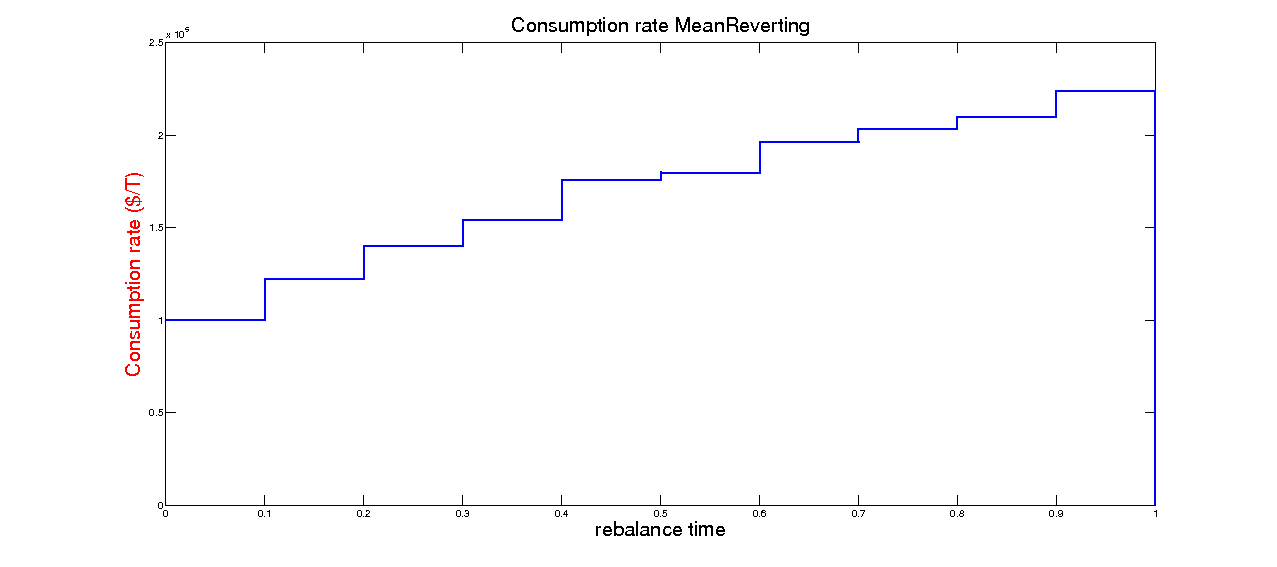 Consumption rate MeanReverting
x 10^5
2.5
2
1.5
1
0.5
0
Consumption rate ($/T)
0 0.1 0.2 0.3 0.4 0.5 0.6 0.7 0.8 0.9 1
rebalance time